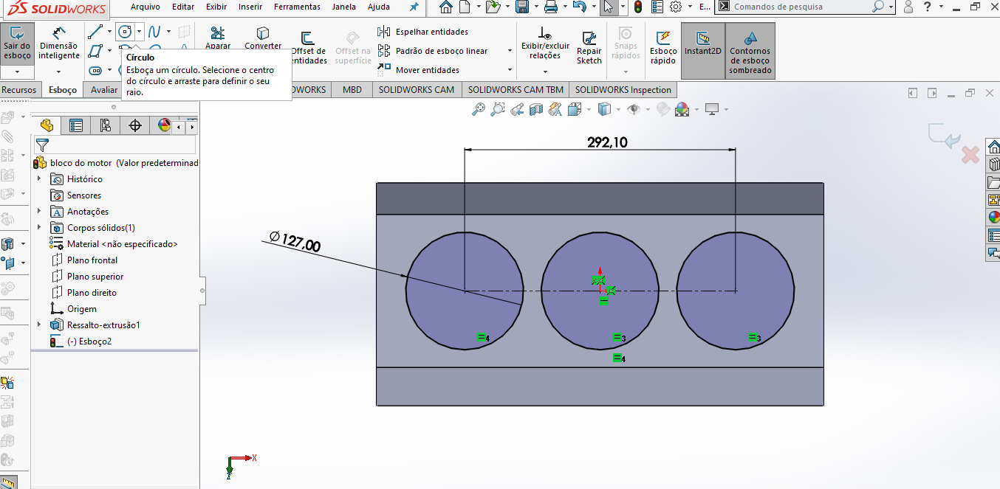 SOLIDWORKS
Arquivo Editar Exibir Inserir Ferramentas Janela Ajuda
E...
Comandos de pesquisa
Sair do esboço
Dimensão inteligente
Aparar
Converter
Offset de entidades
Offset na superfície
Espelhar entidades
Padrão de esboço linear
Mover entidades
Exibir/excluir relações
Repair Sketch
Snaps rápidos
Esboço rápido
Instant2D
Contornos de esboço sombreado
Círculo
Esboça um círculo. Selecione o centro
do círculo e arraste para definir o seu
raio.
Recursos Esboço Avaliar DWORKS MBD SOLIDWORKS CAM SOLIDWORKS CAM TBM SOLIDWORKS Inspection
bloco do motor (Valor predeterminad
Histórico
Sensores
Anotações
Corpos sólidos(1)
Material <não especificado>
Plano frontal
Plano superior
Plano direito
Origem
Ressalto-extrusão1
(-) Esboço2
292,10
Ø127,00
4
3
4
3
X